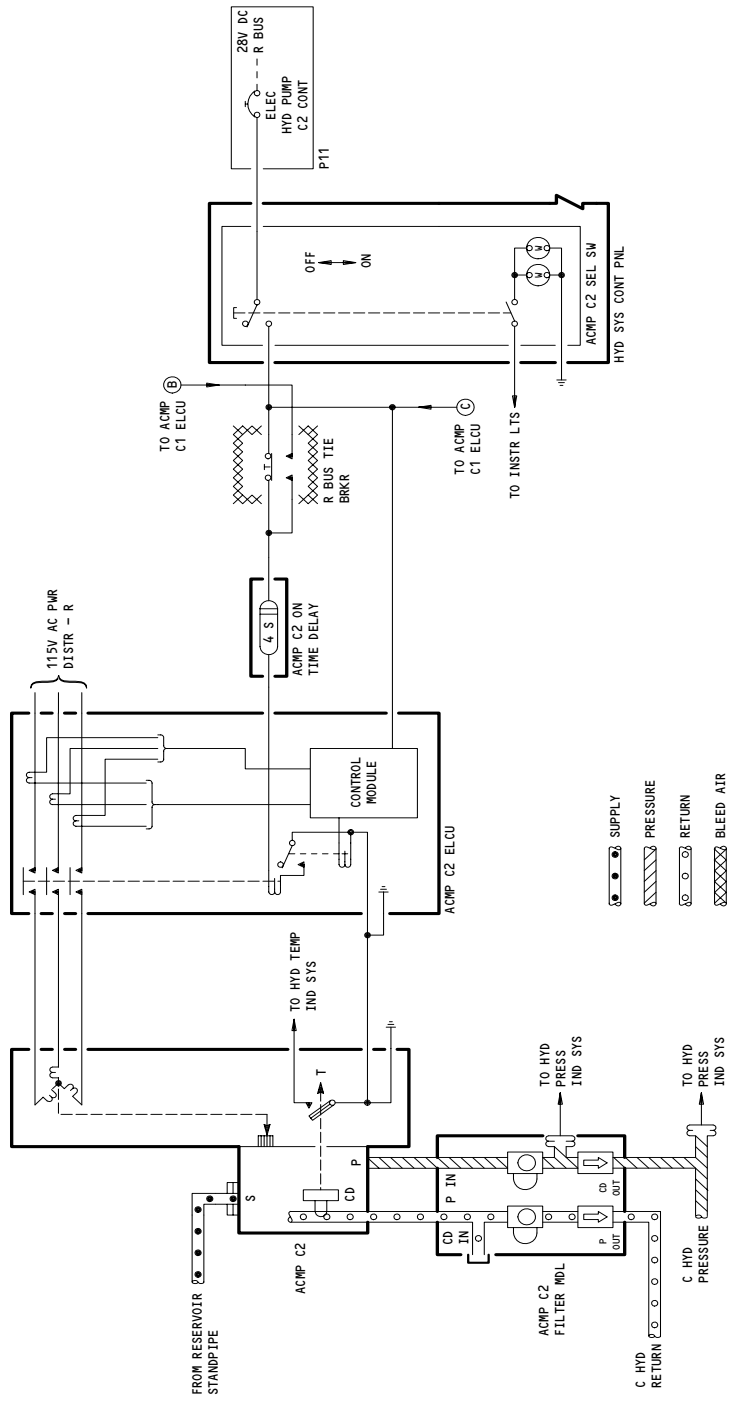 FROM RESERVOIR
STANDPIPE
S
CD
P
ACMP C2
T
TO HYD TEMP
IND SYS
CD
IN
P IN
P
OUT
CD
OUT
ACMP C2
FILTER MDL
TO HYD
PRESS
IND SYS
TO HYD
PRESS
IND SYS
C HYD
RETURN
C HYD
PRESSURE
115V AC PWR
DISTR - R
CONTROL
MODULE
ACMP C2 ELCU
4 S
ACMP C2 ON
TIME DELAY
T
R BUS TIE
BRKR
TO ACMP
C1 ELCU
B
TO ACMP
C1 ELCU
C
TO INSTR LTS
OFF
ON
W
W
ACMP C2 SEL SW
HYD SYS CONT PNL
28V DC
R BUS
ELEC
HYD PUMP
C2 CONT
P11
SUPPLY
PRESSURE
RETURN
BLEED AIR